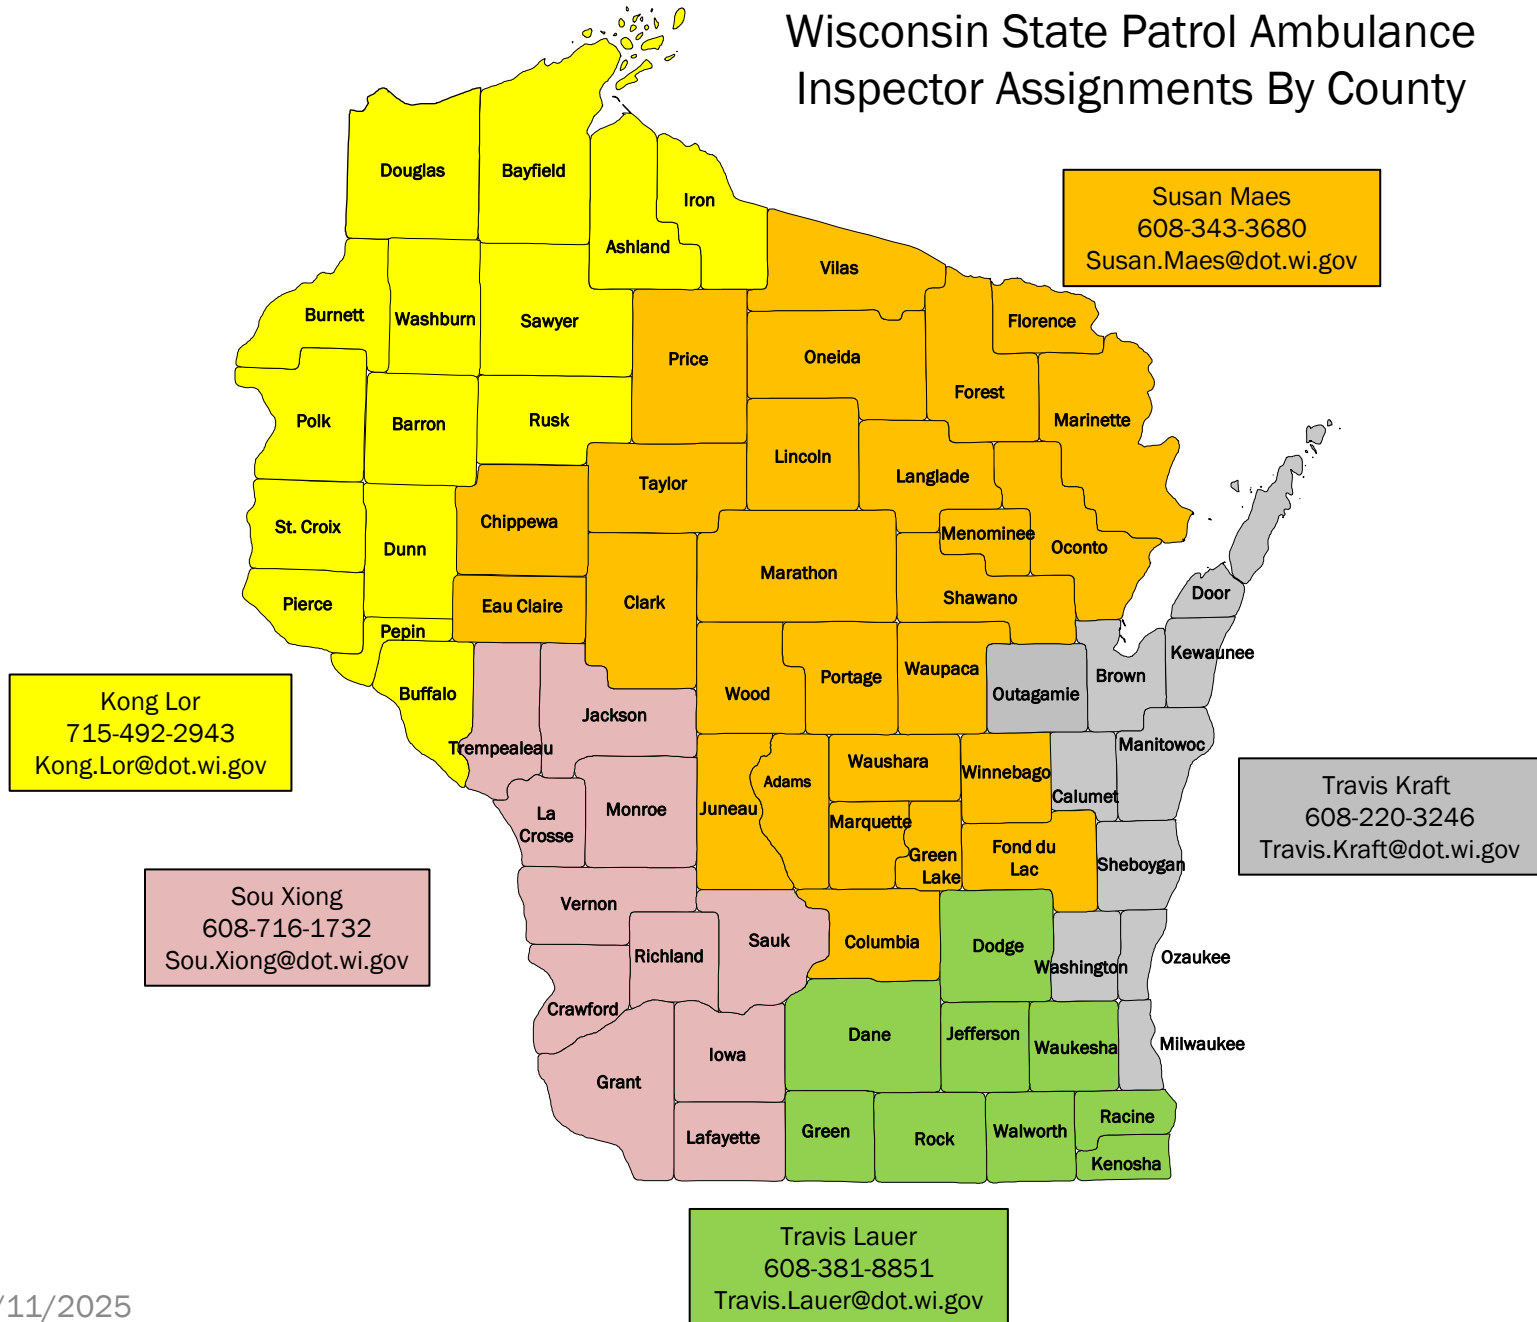 Wisconsin State Patrol Ambulance
Inspector Assignments By County
Douglas
Bayfield
Iron
Ashland
Susan Maes
608-343-3680
Susan.Maes@dot.wi.gov
Vilas
Burnett
Washburn
Sawyer
Florence
Price
Oneida
Forest
Polk
Barron
Rusk
Marinette
Lincoln
Langlade
Taylor
St. Croix
Chippewa
Dunn
Menominee
Oconto
Marathon
Pierce
Eau Claire
Clark
Shawano
Door
Pepin
Kewaunee
Buffalo
Wood
Portage
Waupaca
Outagamie
Brown
Kong Lor
715-492-2943
Kong.Lor@dot.wi.gov
Jackson
Trempealeau
Manitowoc
Waushara
Winnebago
Adams
Calumet
Juneau
Monroe
La
Crosse
Marquette
Green
Lake
Fond du
Lac
Sheboygan
Travis Kraft
608-220-3246
Travis.Kraft@dot.wi.gov
Sou Xiong
608-716-1732
Sou.Xiong@dot.wi.gov
Vernon
Richland
Sauk
Columbia
Dodge
Washington
Ozaukee
Crawford
Dane
Jefferson
Waukesha
Milwaukee
Iowa
Grant
Lafayette
Green
Rock
Walworth
Racine
Kenosha
Travis Lauer
608-381-8851
Travis.Lauer@dot.wi.gov
/11/2025